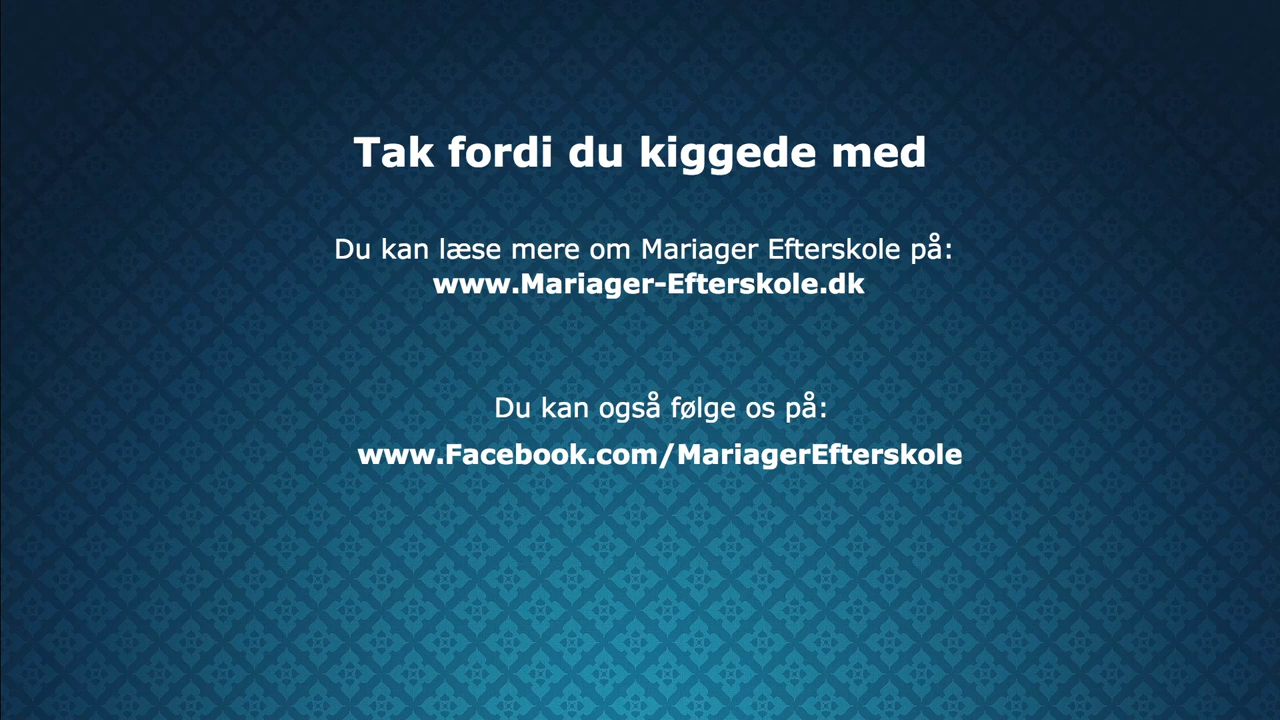 Tak fordi du kiggede med
Du kan læse mere om Mariager Efterskole på:
www.Mariager-Efterskole.dk
Du kan også følge os på:
www.Facebook.com/MariagerEfterskole